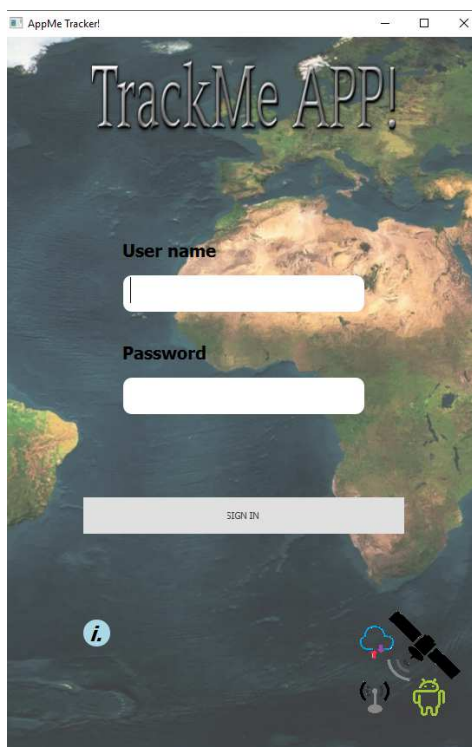 AppMe Tracker!
TrackMe APP!
User name
Password
SIGN IN
i.